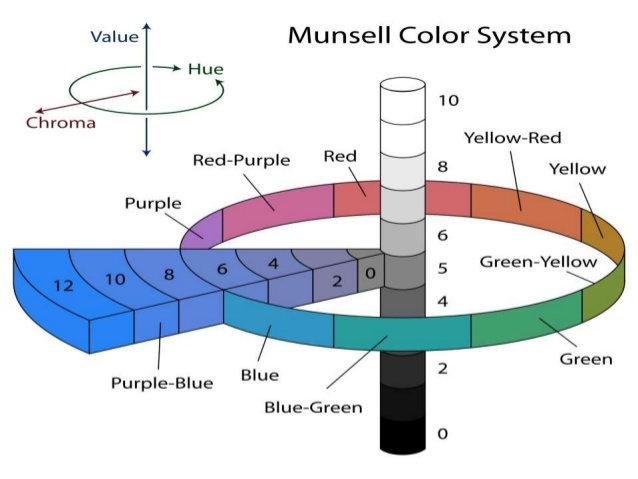 Munsell Color System
Value
Hue
Chroma
10
Yellow-Red
Red-Purple
Red
8
Yellow
Purple
6
Green-Yellow
12
10
8
6
4
2
0
5
4
Green
2
Purple-Blue
Blue
Blue-Green
0